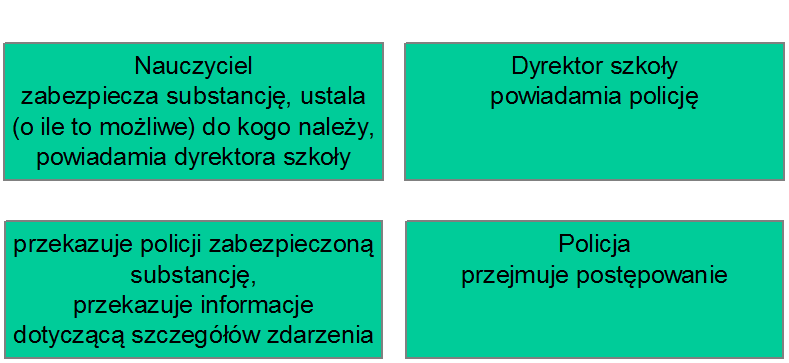 Nauczyciel
zabezpiecza substancję, ustala
(o ile to możliwe) do kogo należy,
powiadamia dyrektora szkoły
Dyrektor szkoły
powiadamia policję
przekazuje policji zabezpieczoną
substancję,
przekazuje informacje
dotyczącą szczegółów zdarzenia
Policja
przejmuje postępowanie